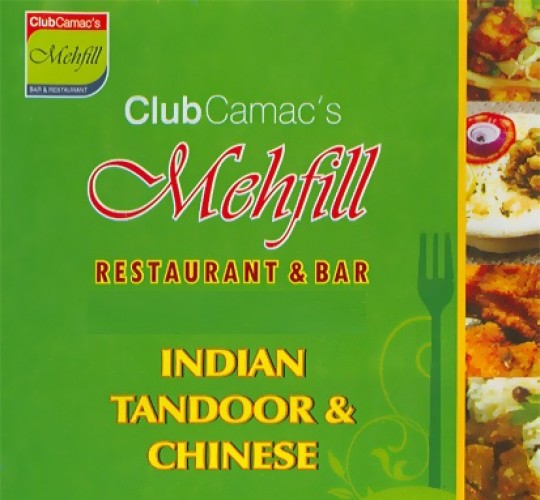 ClubCamac's
Mehfill
BAR & RESTAURANT
ClubCamac's
Mehfill
RESTAURANT & BAR
INDIAN
TANDOOR &
CHINESE